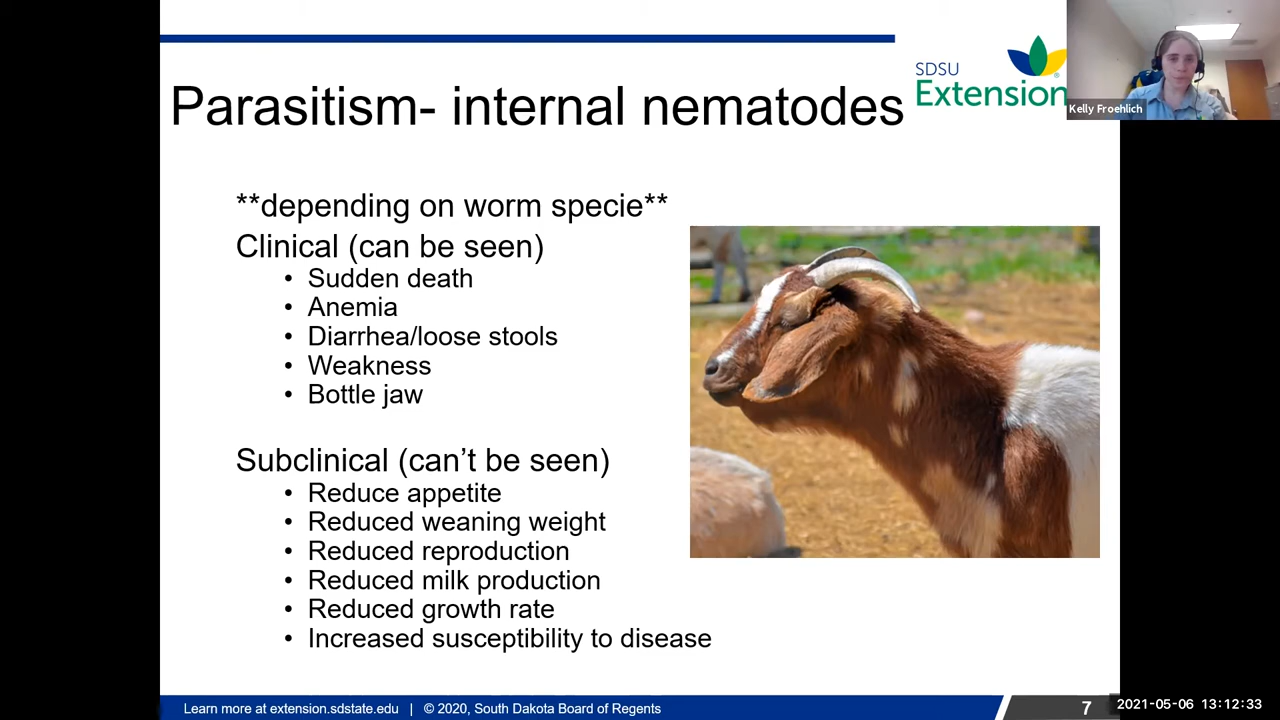 SDSU
Extension
Kelly Froehlich
Parasitism- internal nematodes
**depending on worm specie**
Clinical (can be seen)
• Sudden death
• Anemia
• Diarrhea/loose stools
• Weakness
• Bottle jaw
Subclinical (can’t be seen)
• Reduce appetite
• Reduced weaning weight
• Reduced reproduction
• Reduced milk production
• Reduced growth rate
• Increased susceptibility to disease
Learn more at extension.sdstate.edu | © 2020, South Dakota Board of Regents
7
2021-05-06 13:12:33